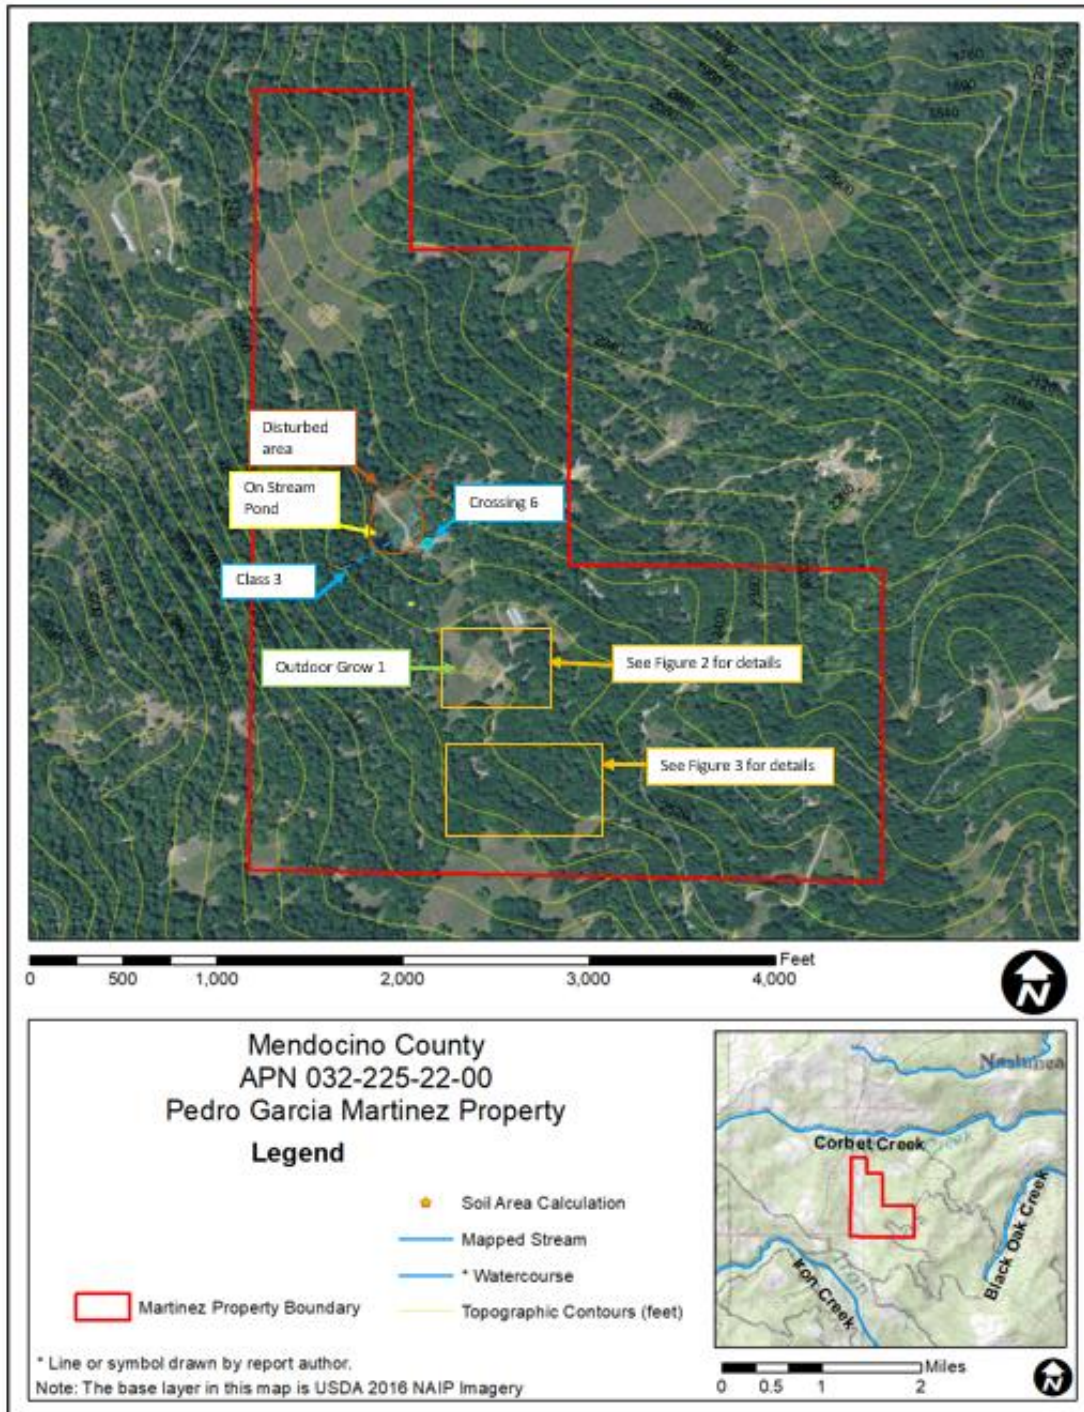 Disturbed
area
On Stream
Pond
Crossing 6
Class 3
Outdoor Grow 1
See Figure 2 for details
See Figure 3 for details
2260
2360
Feet
0 500 1,000 2,000 3,000 4,000
N
Mendocino County
APN 032-225-22-00
Pedro Garcia Martinez Property
Legend
Soil Area Calculation
Mapped Stream
* Watercourse
Martinez Property Boundary
Topographic Contours (feet)
* Line or symbol drawn by report author.
Note: The base layer in this map is USDA 2016 NAIP Imagery
Corbet Creek
Creek
Black Oak Creek
Iron Creek
Iron
Miles
0 0.5 1 2
N